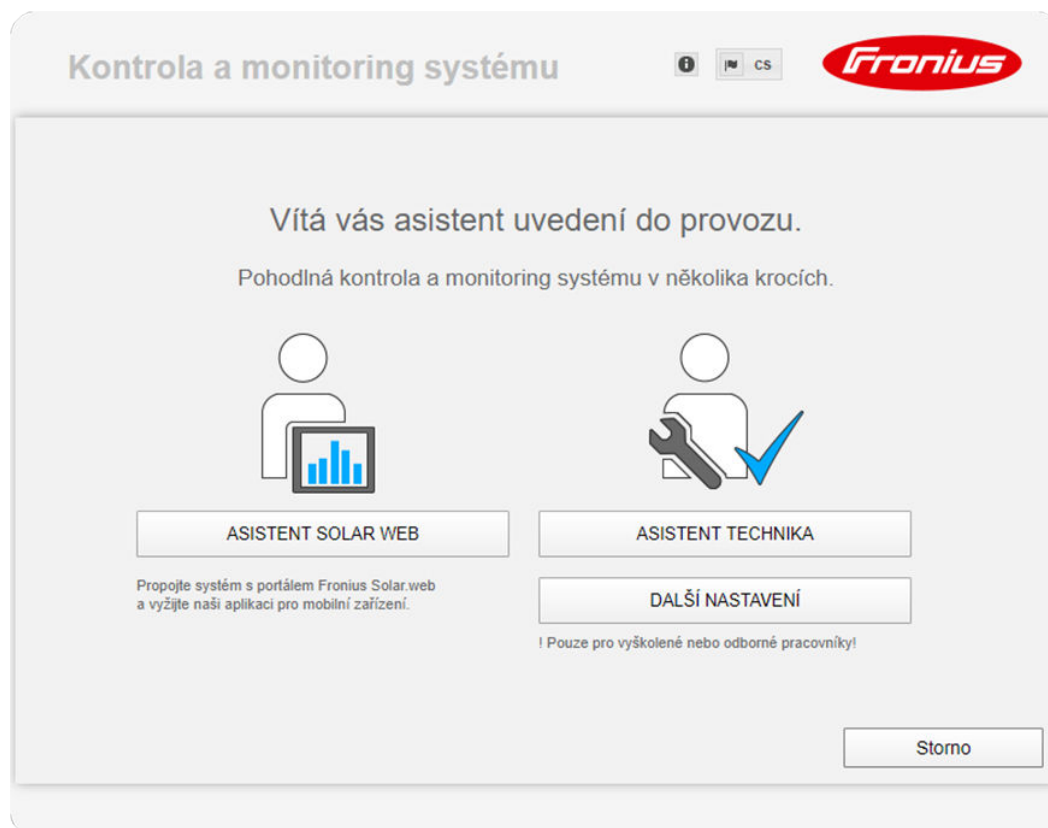 Kontrola a monitoring systému
CS
Fronius
Vítá vás asistent uvedení do provozu.
Pohodlná kontrola a monitoring systému v několika krocích.
ASISTENT SOLAR WEB
Propojte systém s portálem Fronius Solar.web
a vyžijte naši aplikaci pro mobilní zařízení.
ASISTENT TECHNIKA
DALŠÍ NASTAVENÍ
! Pouze pro vyškolené nebo odborné pracovníky!
Storno